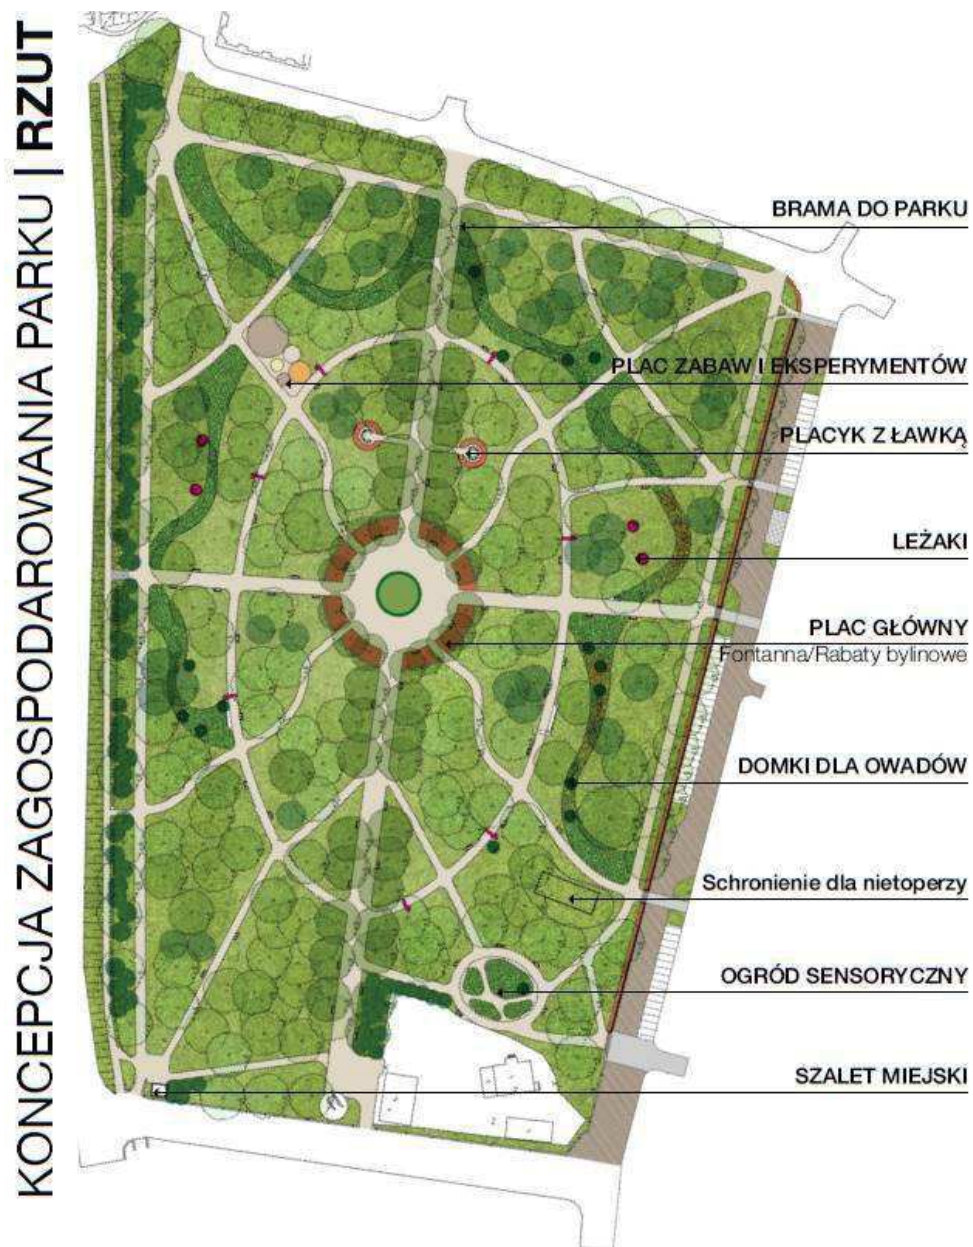 KONCEPCJA ZAGOSPODAROWANIA PARKU | RZUT
BRAMA DO PARKU
PLAC ZABAW I EKSPERYMENTÓW
PLACYK Z ŁAWKĄ
LEŻAKI
PLAC GŁÓWNY
Fontanna/Rabaty bylinowe
DOMKI DLA OWADÓW
Schronienie dla nietoperzy
OGRÓD SENSORYCZNY
SZALET MIEJSKI